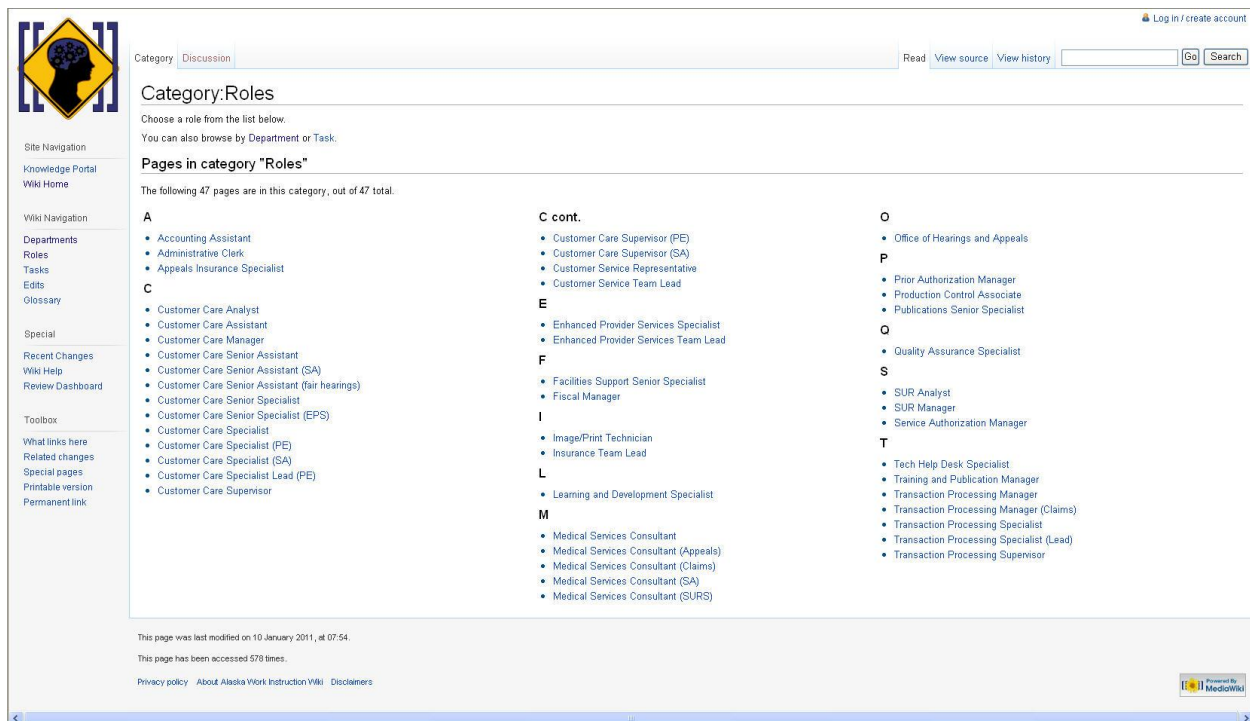 Log in / create account
Category Discussion
Read View source View history
Go Search
Category:Roles
Choose a role from the list below.
You can also browse by Department or Task.
Pages in category "Roles"
The following 47 pages are in this category, out of 47 total.
Site Navigation
Knowledge Portal
Wiki Home
Wiki Navigation
Departments
Roles
Tasks
Edits
Glossary
Special
Recent Changes
Wiki Help
Review Dashboard
Toolbox
What links here
Related changes
Special pages
Printable version
Permanent link
A
Accounting Assistant
Administrative Clerk
Appeals Insurance Specialist
C
Customer Care Analyst
Customer Care Assistant
Customer Care Manager
Customer Care Senior Assistant
Customer Care Senior Assistant (SA)
Customer Care Senior Assistant (fair hearings)
Customer Care Senior Specialist
Customer Care Senior Specialist (EPS)
Customer Care Specialist
Customer Care Specialist (PE)
Customer Care Specialist (SA)
Customer Care Specialist Lead (PE)
Customer Care Supervisor
C cont.
Customer Care Supervisor (PE)
Customer Care Supervisor (SA)
Customer Service Representative
Customer Service Team Lead
E
Enhanced Provider Services Specialist
Enhanced Provider Services Team Lead
F
Facilities Support Senior Specialist
Fiscal Manager
I
Image/Print Technician
Insurance Team Lead
L
Learning and Development Specialist
M
Medical Services Consultant
Medical Services Consultant (Appeals)
Medical Services Consultant (Claims)
Medical Services Consultant (SA)
Medical Services Consultant (SURS)
O
Office of Hearings and Appeals
P
Prior Authorization Manager
Production Control Associate
Publications Senior Specialist
Q
Quality Assurance Specialist
S
SUR Analyst
SUR Manager
Service Authorization Manager
T
Tech Help Desk Specialist
Training and Publication Manager
Transaction Processing Manager
Transaction Processing Manager (Claims)
Transaction Processing Specialist
Transaction Processing Specialist (Lead)
Transaction Processing Supervisor
This page was last modified on 10 January 2011, at 07:54.
This page has been accessed 578 times.
Privacy policy About Alaska Work Instruction Wiki Disclaimers
Powered By
MediaWiki